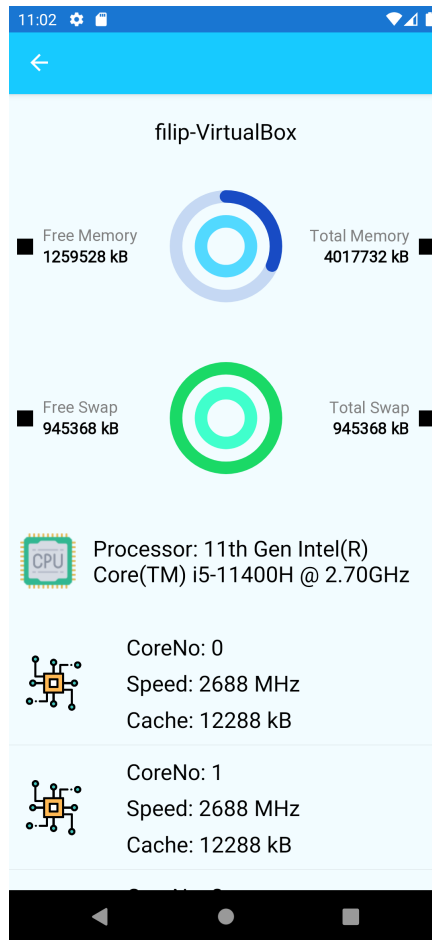 11:02
filip-VirtualBox
Free Memory
1259528 kB
Total Memory
4017732 kB
Free Swap
945368 kB
Total Swap
945368 kB
CPU
Processor: 11th Gen Intel(R)
Core(TM) i5-11400H @ 2.70GHz
CoreNo: 0
Speed: 2688 MHz
Cache: 12288 kB
CoreNo: 1
Speed: 2688 MHz
Cache: 12288 kB